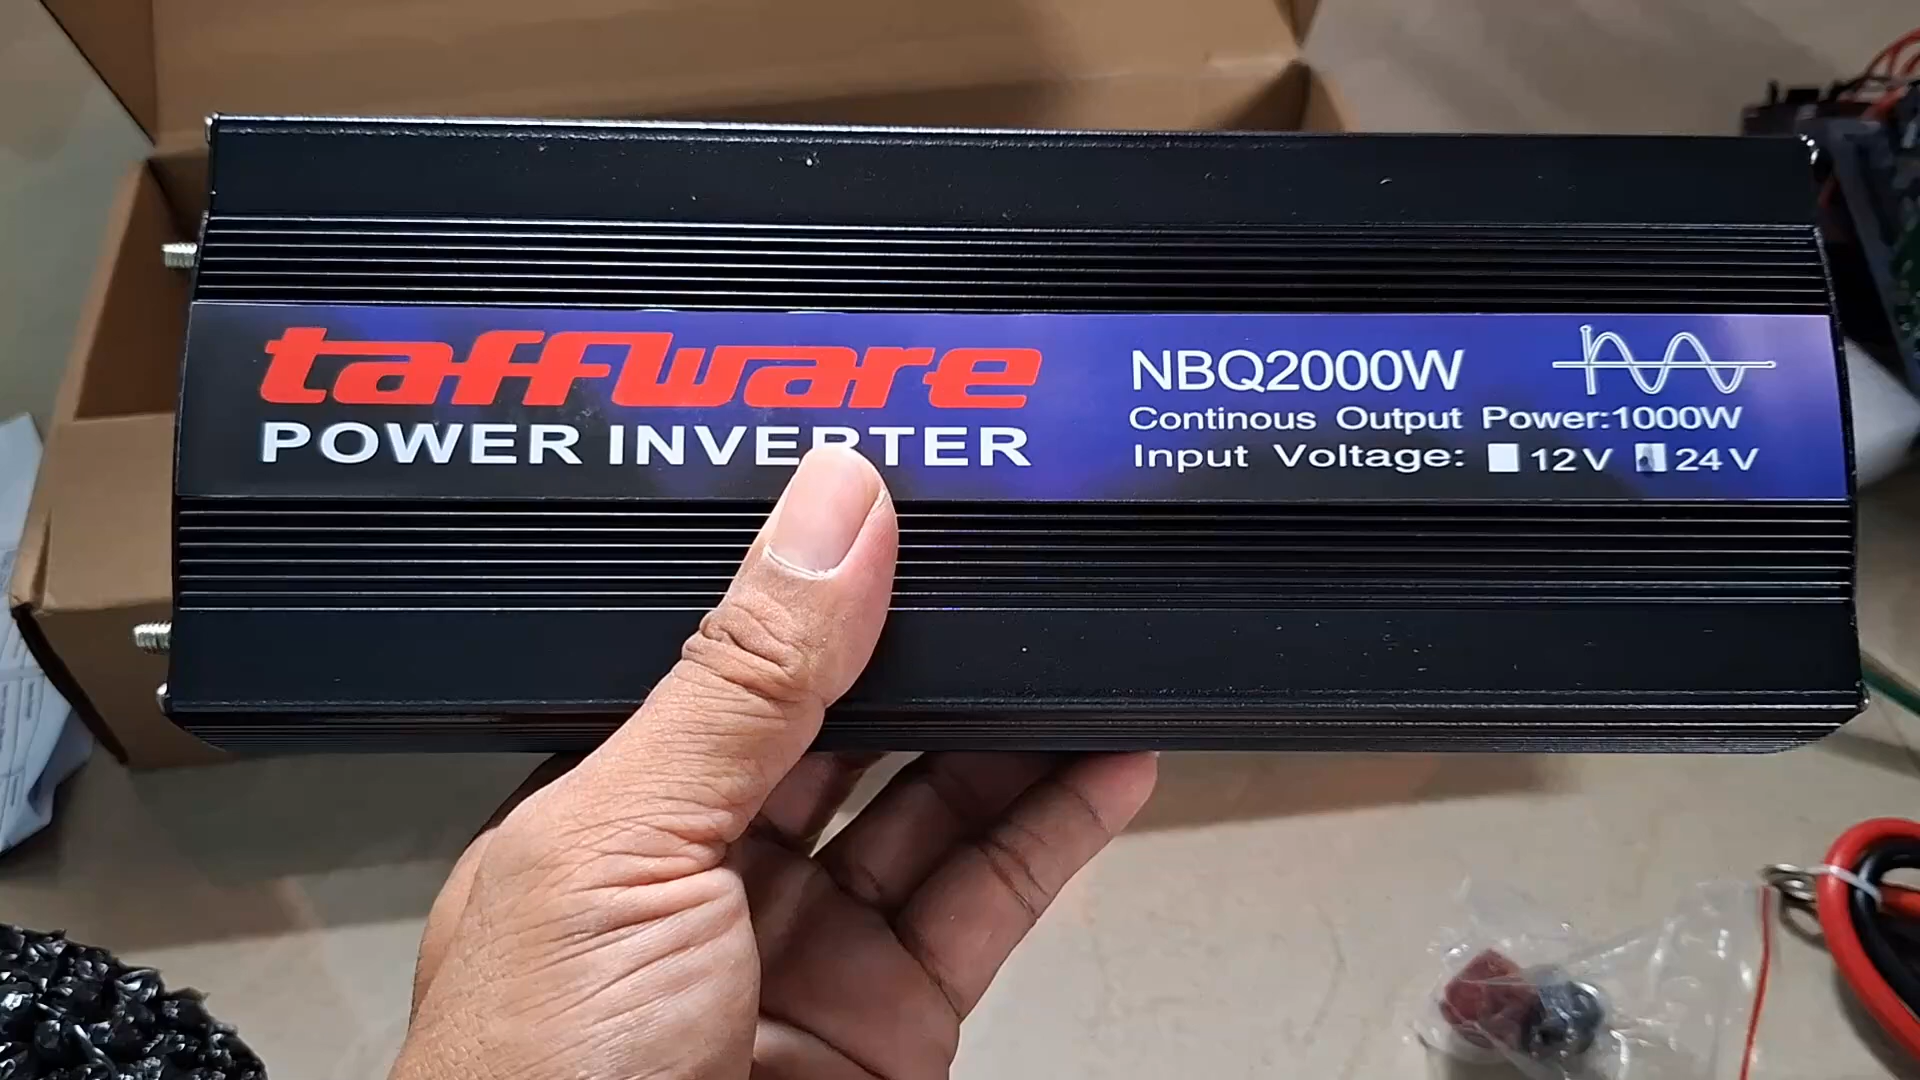 taffware
POWER INVERTER
NBQ2000W
Continous Output Power:1000W
Input Voltage: 12V 24V